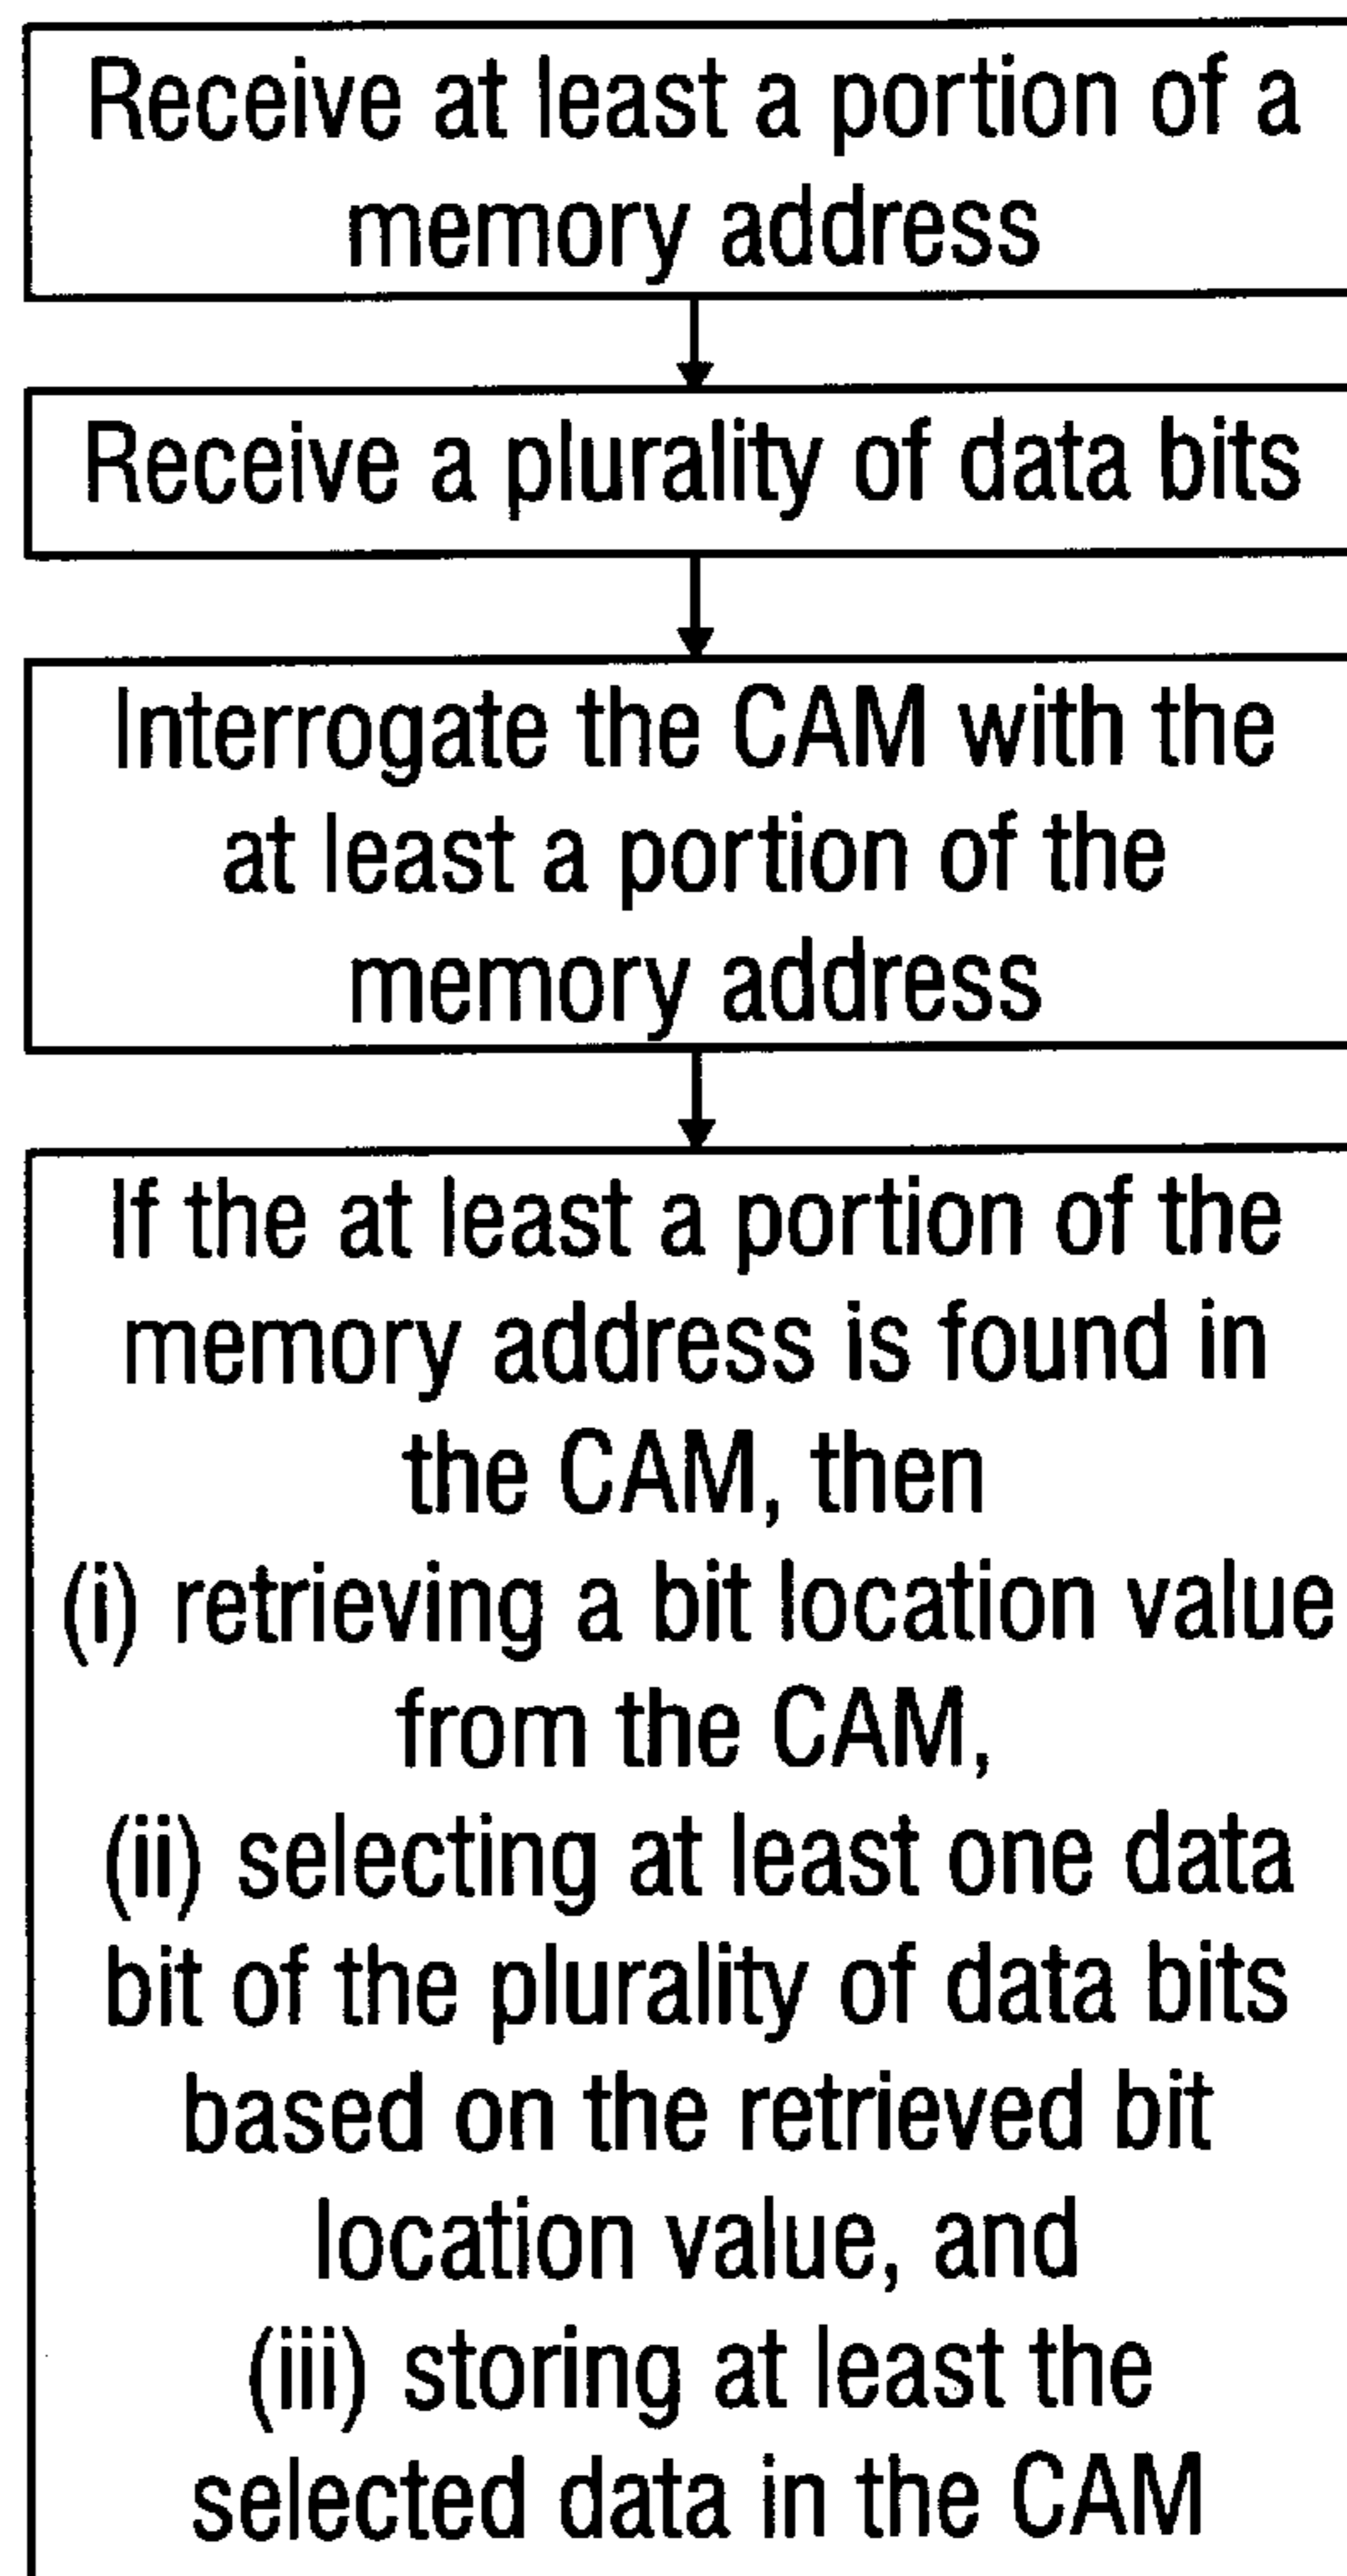 Receive at least a portion of a
memory address
Receive a plurality of data bits
Interrogate the CAM with the
at least a portion of the
memory address
If the at least a portion of the
memory address is found in
the CAM, then
(i) retrieving a bit location value
from the CAM,
(ii) selecting at least one data
bit of the plurality of data bits
based on the retrieved bit
location value, and
(iii) storing at least the
selected data in the CAM